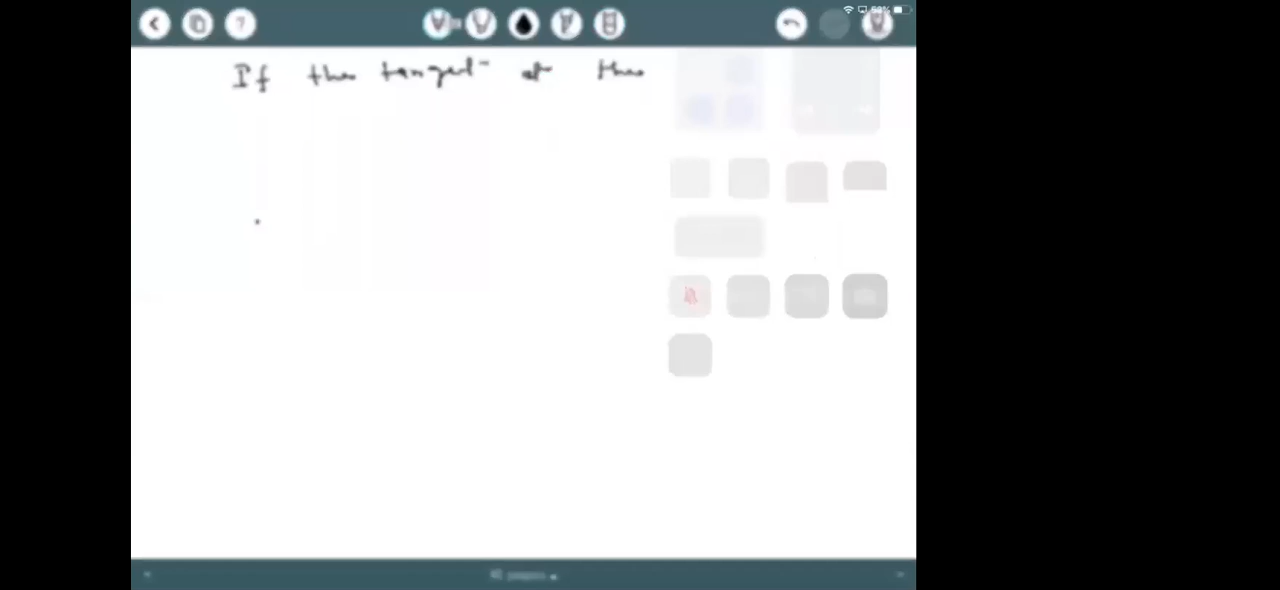 If the tangent at the
?